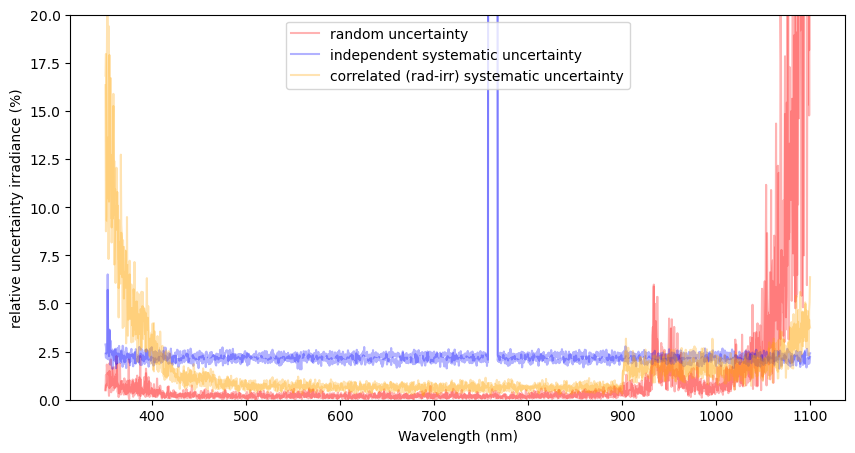 20.0
17.5
15.0
12.5
10.0
7.5
5.0
2.5
0.0
relative uncertainty irradiance (%)
random uncertainty
independent systematic uncertainty
correlated (rad-irr) systematic uncertainty
400 500 600 700 800 900 1000 1100
Wavelength (nm)